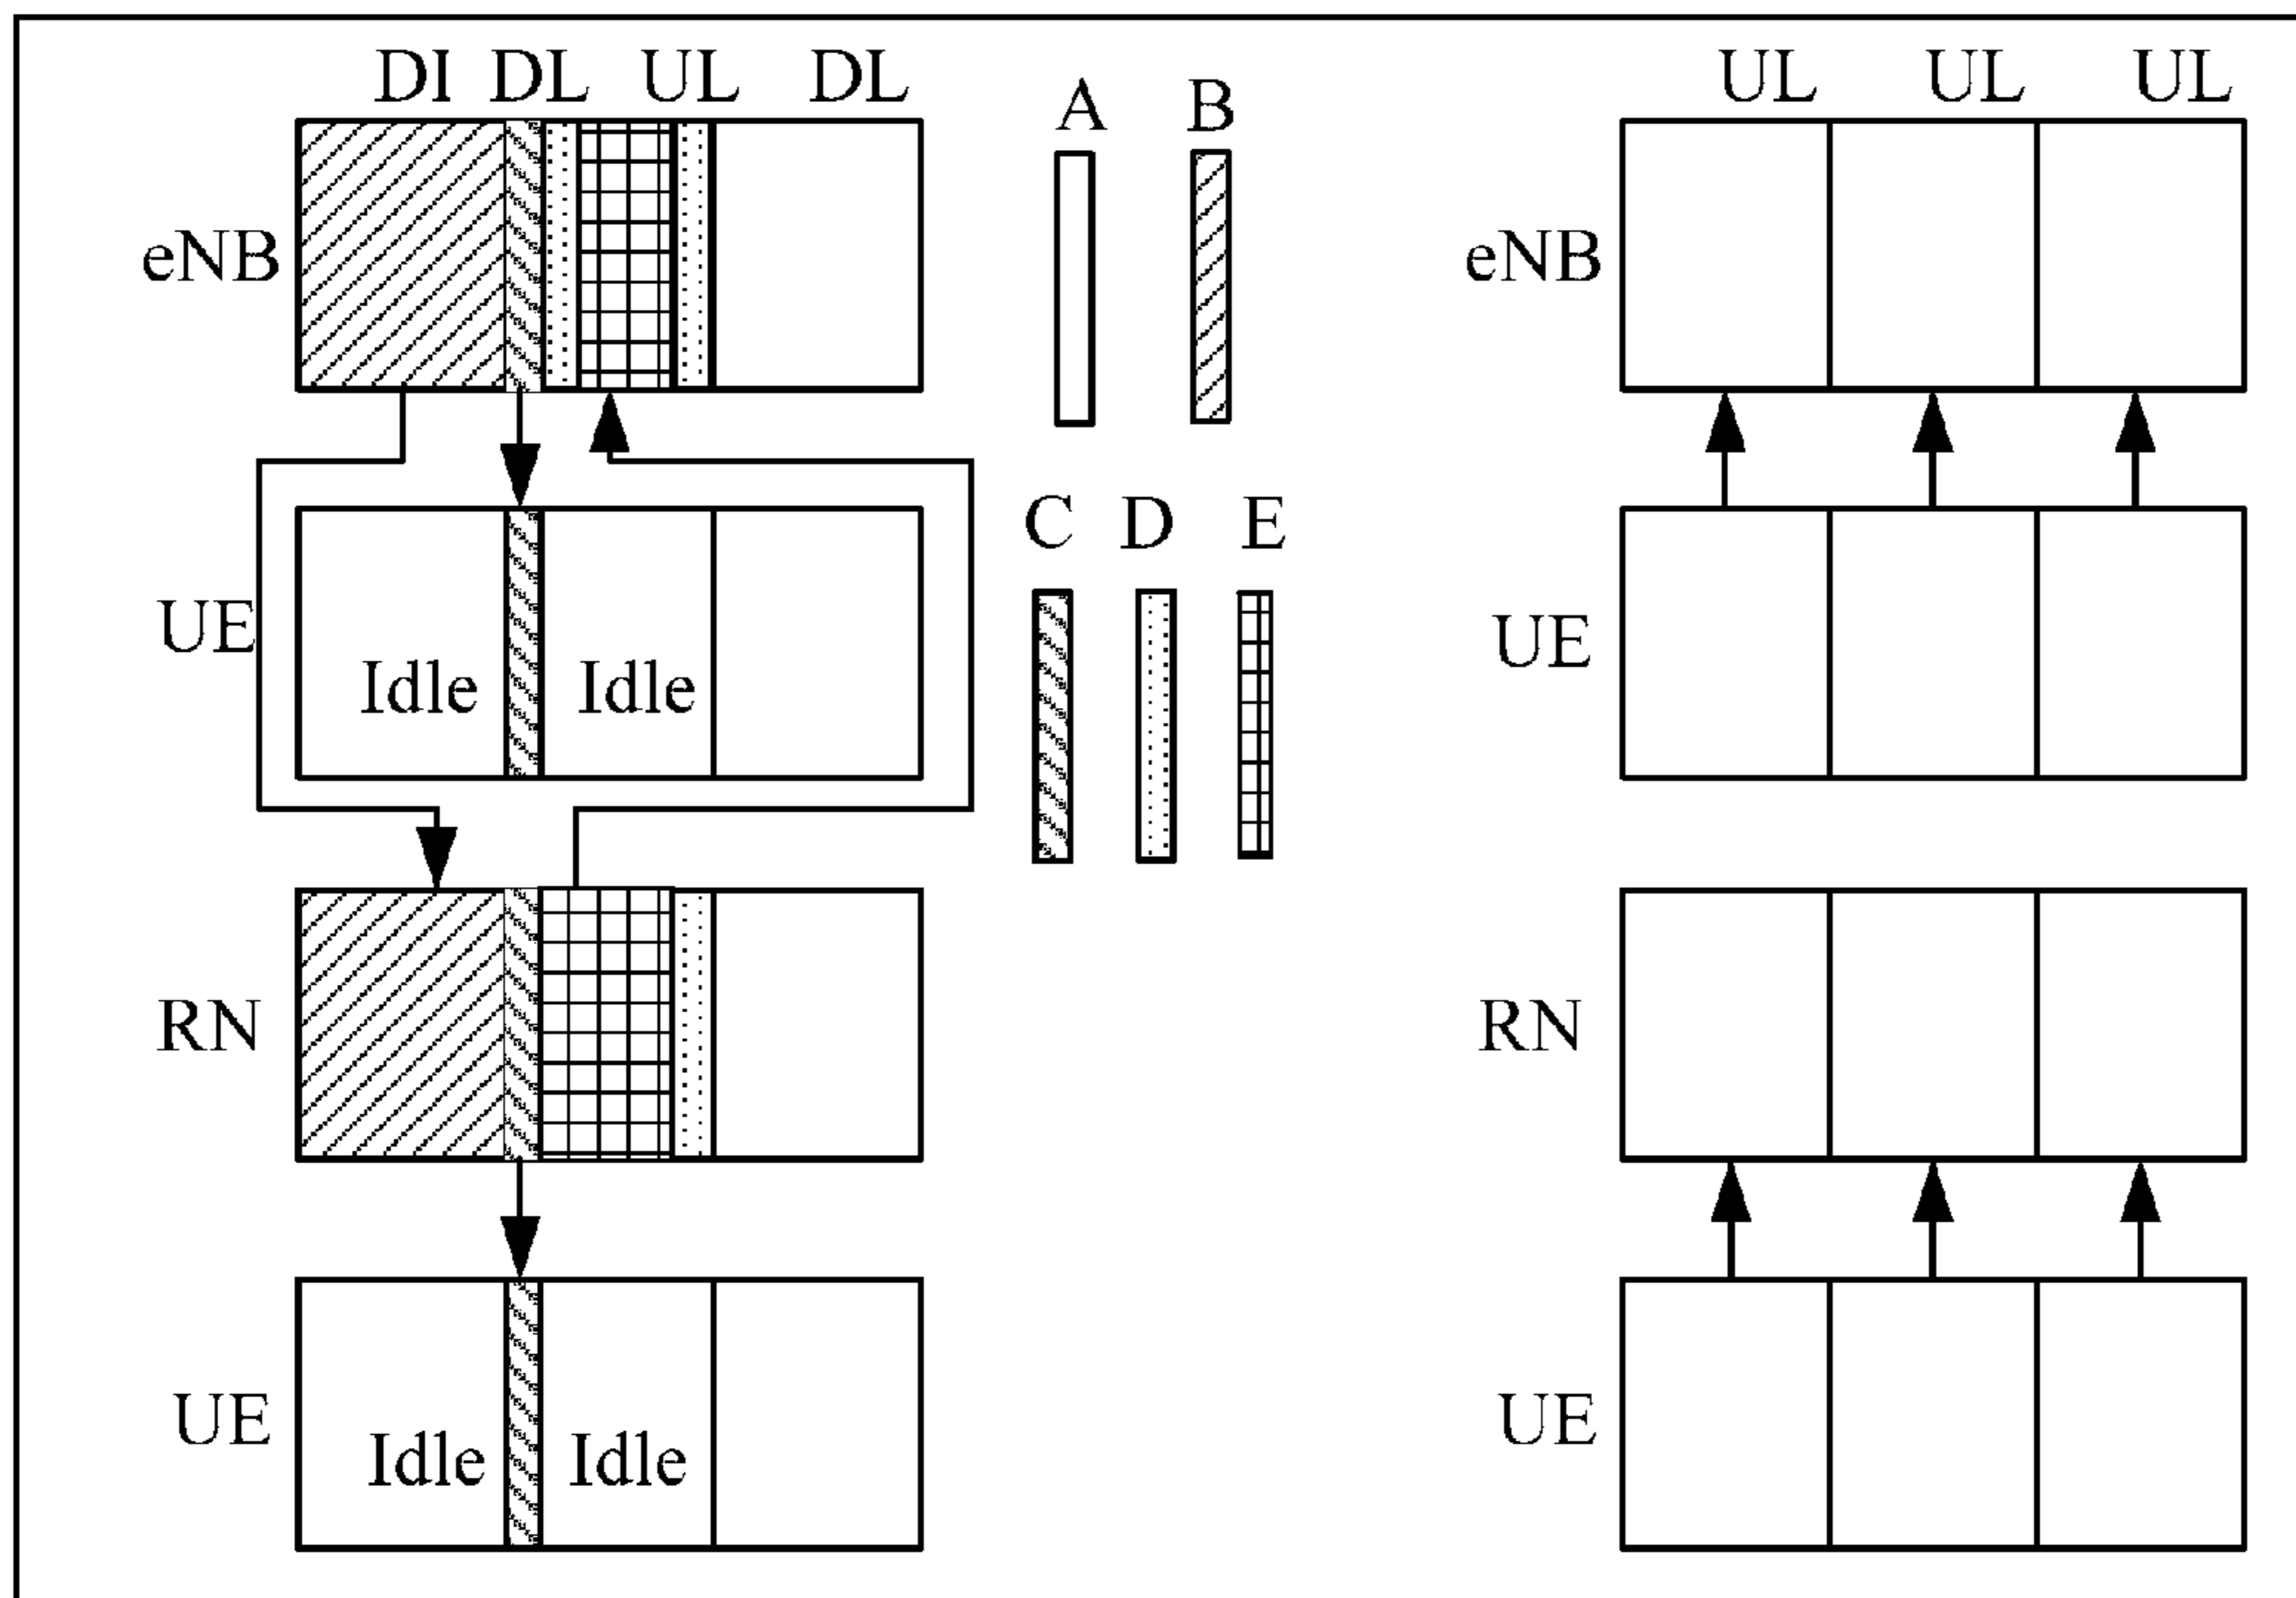 DI DL UL DL
A B
UL UL UL
eNB
eNB
C D E
UE
Idle Idle
UE
RN
RN
UE
Idle Idle
UE